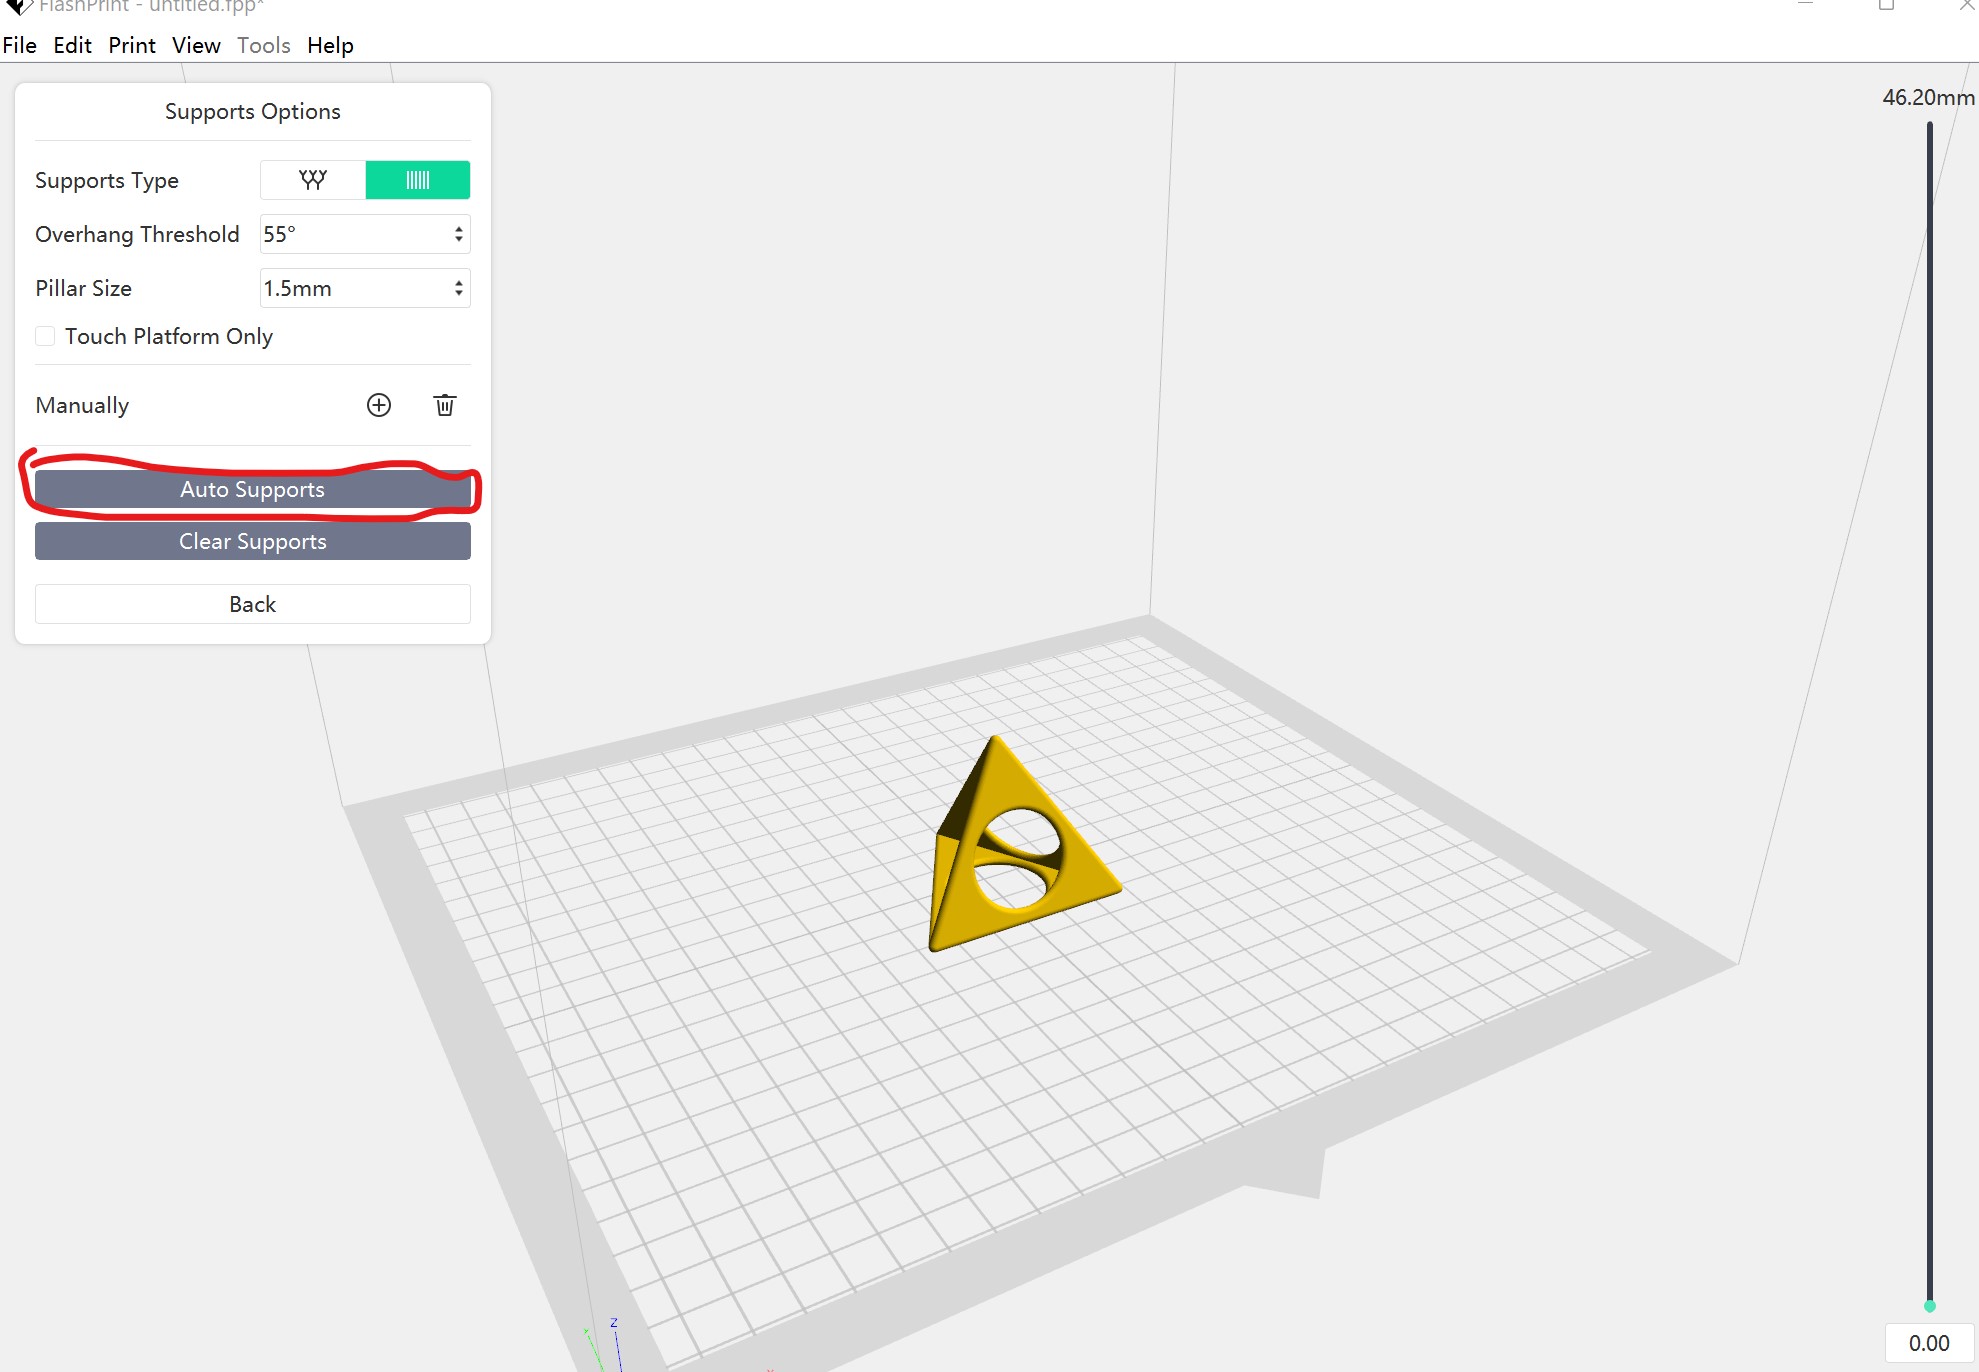 FlashPrint - untitled.fpp*
File Edit Print View Tools Help
Supports Options
46.20mm
Supports Type
Overhang Threshold 55°
Pillar Size 1.5mm
Touch Platform Only
Manually
Auto Supports
Clear Supports
Back
z
y
x
0.00